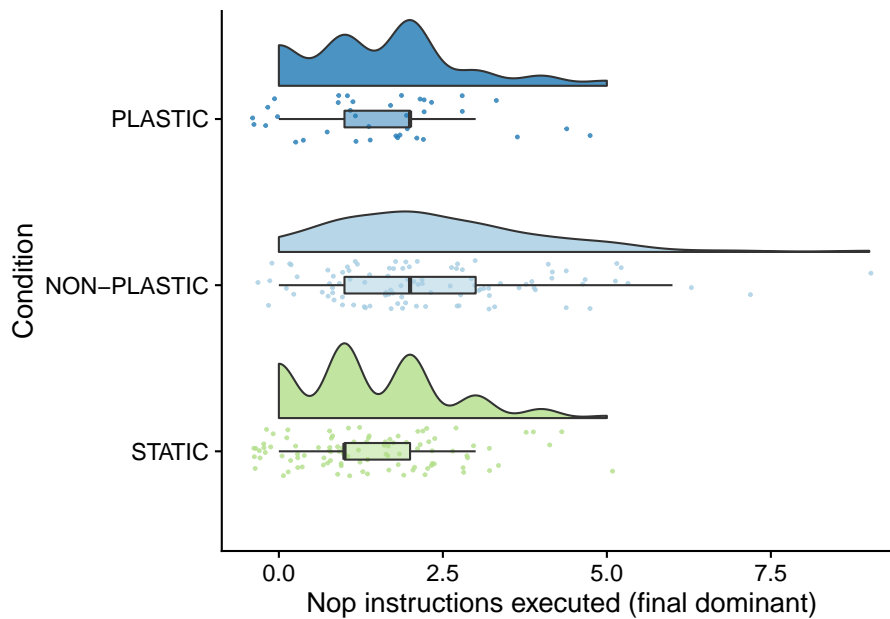 PLASTIC
NON−PLASTIC
STATIC
Condition
0.0 2.5 5.0 7.5
Nop instructions executed (final dominant)